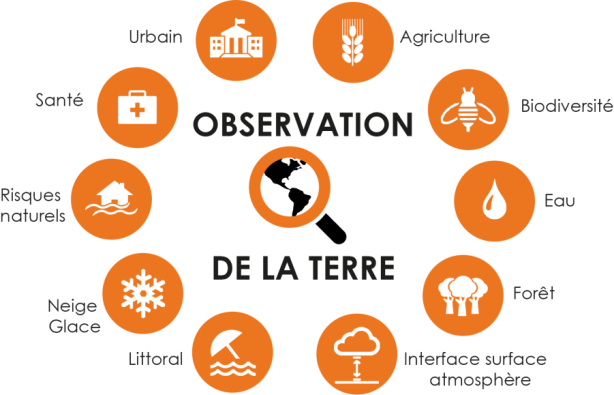 Urbain
Agriculture
Santé
Biodiversité
OBSERVATION
Risques
naturels
Eau
DE LA TERRE
Neige
Glace
Forêt
Littoral
Interface surface
atmosphère